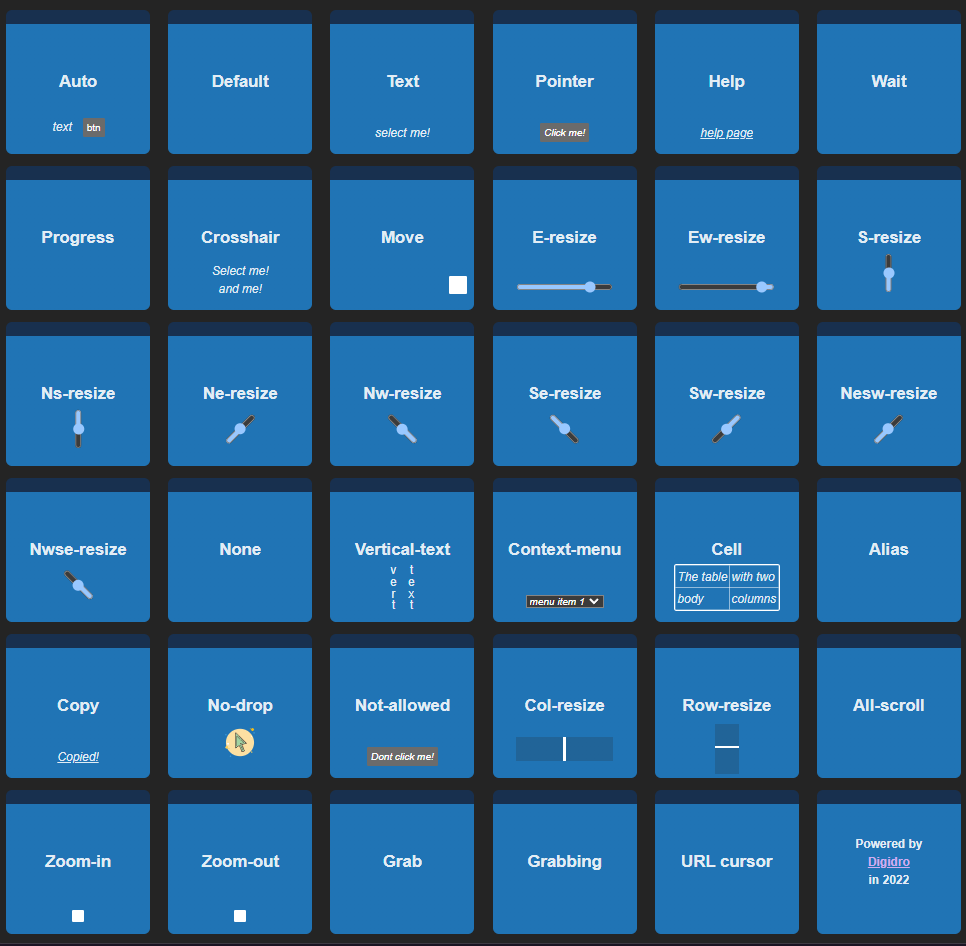 Auto
text btn
Default
Text
select me!
Pointer
Click me!
Help
help page
Wait
Progress
Crosshair
Select me!
and me!
Move
E-resize
Ew-resize
S-resize
Ns-resize
Ne-resize
Nw-resize
Se-resize
Sw-resize
Nesw-resize
Nwse-resize
None
Vertical-text
vert
text
Context-menu
menu item 1
Cell
The table with two
body columns
Alias
Copy
Copied!
No-drop
Not-allowed
Dont click me!
Col-resize
Row-resize
All-scroll
Zoom-in
Zoom-out
Grab
Grabbing
URL cursor
Powered by
Digidro
in 2022